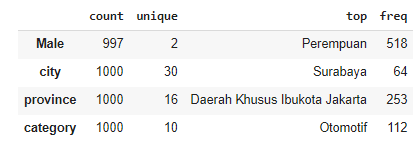 count unique top freq
Male 997 2 Perempuan 518
city 1000 30 Surabaya 64
province 1000 16 Daerah Khusus Ibukota Jakarta 253
category 1000 10 Otomotif 112